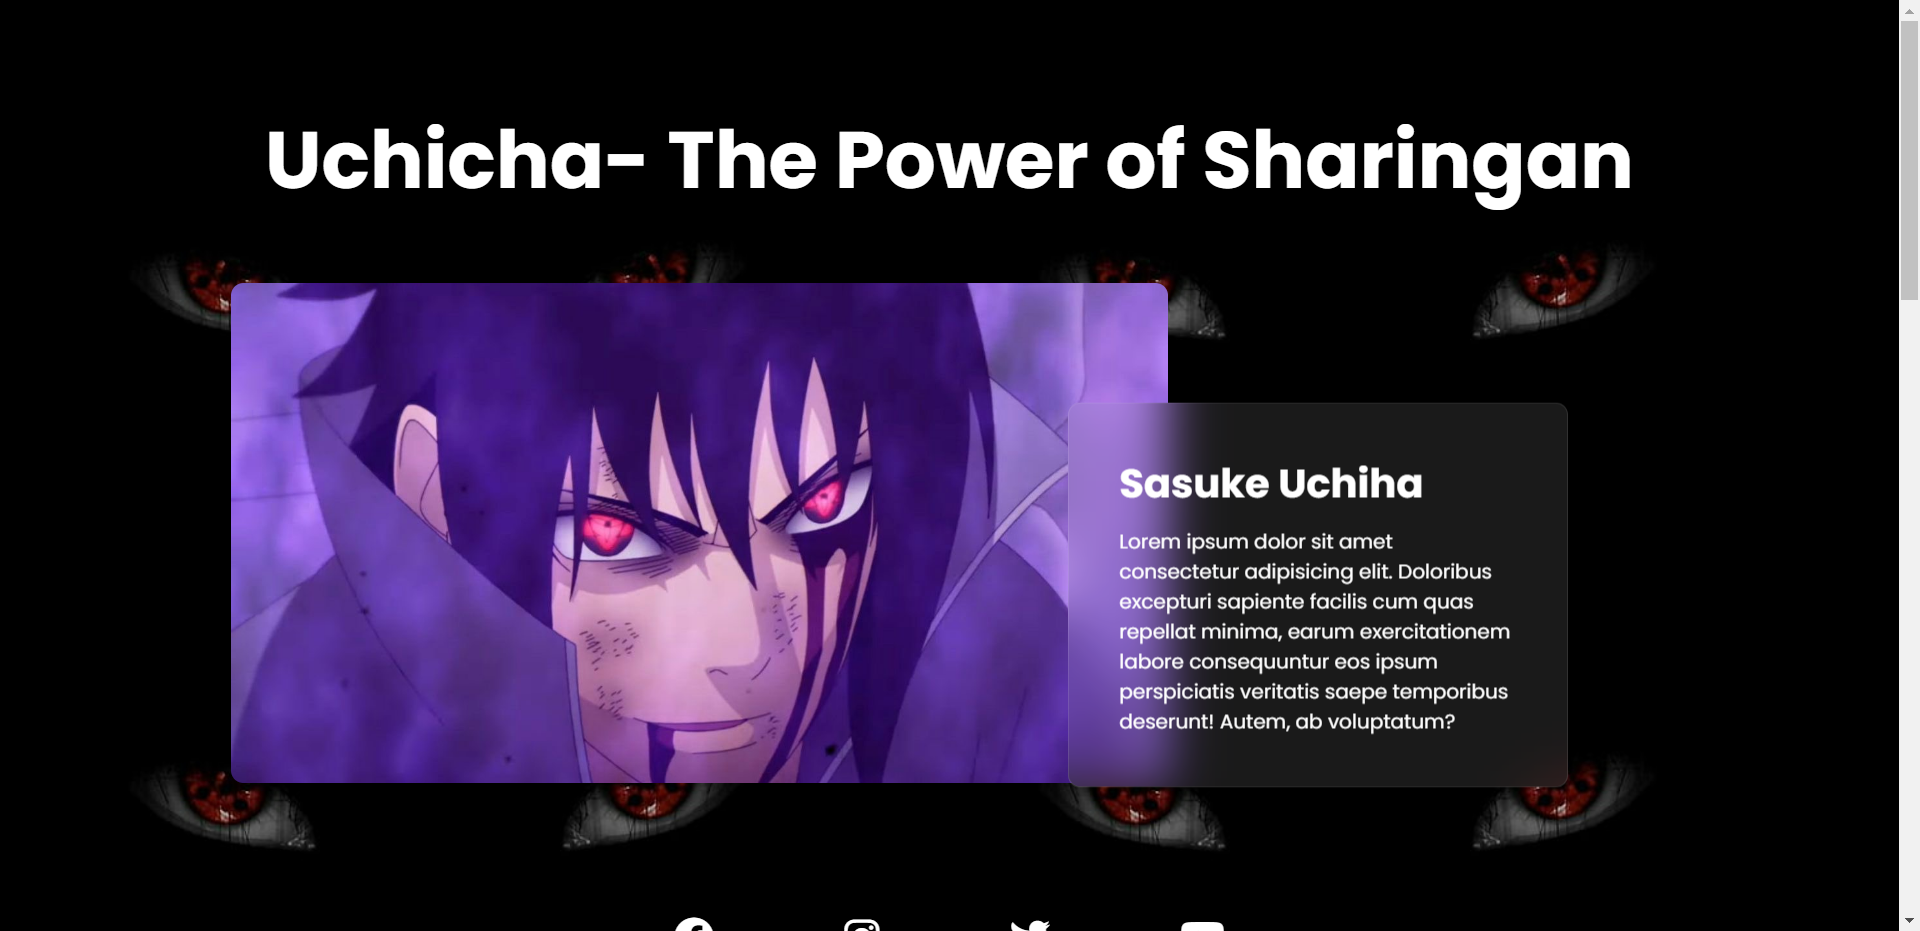 Uchicha- The Power of Sharingan
Sasuke Uchiha
Lorem ipsum dolor sit amet
consectetur adipisicing elit. Doloribus
excepturi sapiente facilis cum quas
repellat minima, earum exercitationem
labore consequuntur eos ipsum
perspiciatis veritatis saepe temporibus
deserunt! Autem, ab voluptatum?